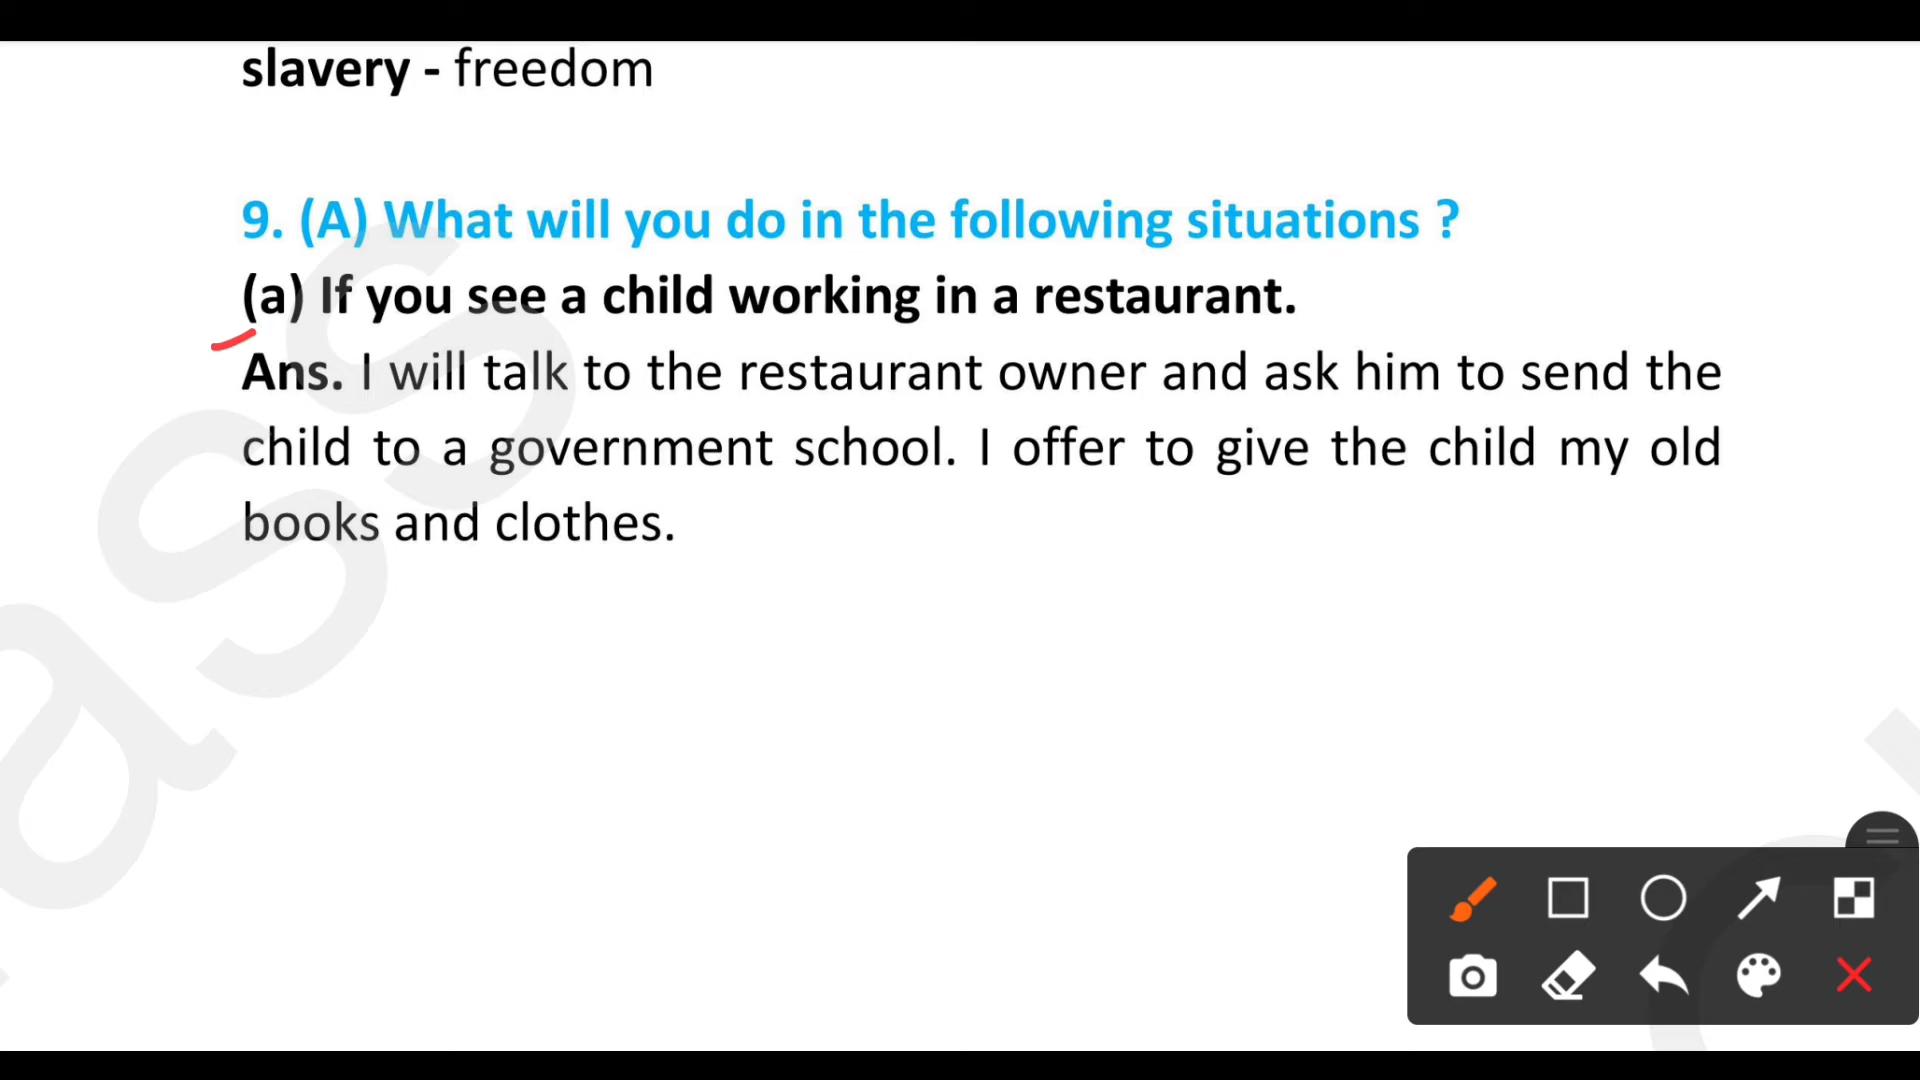 slavery - freedom
9. (A) What will you do in the following situations ?
(a) If you see a child working in a restaurant.
Ans. I will talk to the restaurant owner and ask him to send the
child to a government school. I offer to give the child my old
books and clothes.
ass